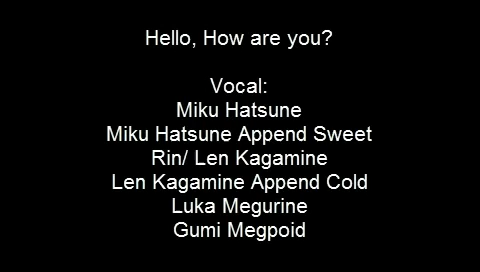 Hello, How are you?
Vocal:
Miku Hatsune
Miku Hatsune Append Sweet
Rin/ Len Kagamine
Len Kagamine Append Cold
Luka Megurine
Gumi Megpoid